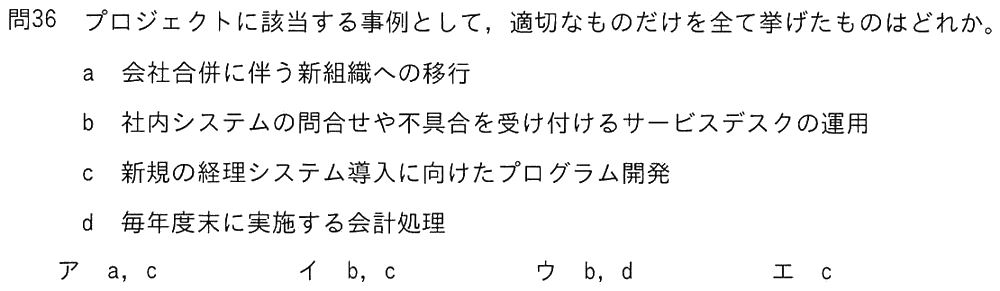 問36 プロジェクトに該当する事例として，適切なものだけを全て挙げたものはどれか。
a 会社合併に伴う新組織への移行
b 社内システムの問合せや不具合を受け付けるサービスデスクの運用
c 新規の経理システム導入に向けたプログラム開発
d 毎年度末に実施する会計処理
ア a，c イ b，c ウ b，d エ c